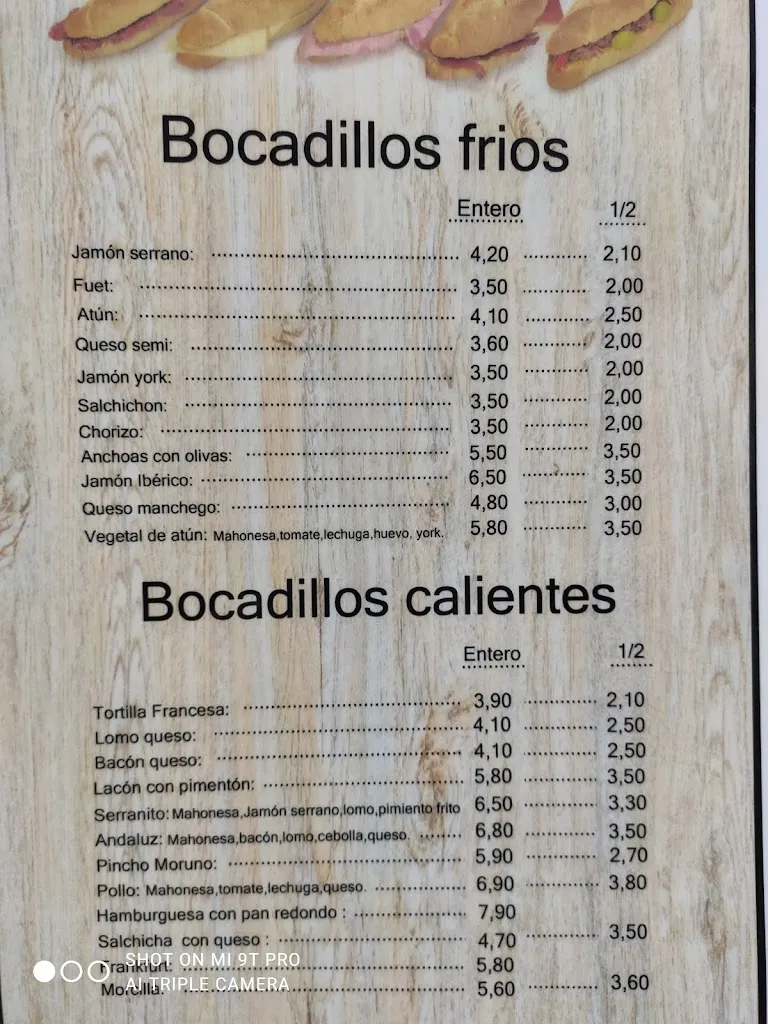 Bocadillos frios
Entero 1/2
Jamón serrano: 4,20 2,10
Fuet: 3,50 2,00
Atún: 4,10 2,50
Queso semi: 3,60 2,00
Jamón york: 3,50 2,00
Salchichon: 3,50 2,00
Chorizo: 3,50 2,00
Anchoas con olivas: 5,50 3,50
Jamón Ibérico: 6,50 3,50
Queso manchego: 4,80 3,00
Vegetal de atún: Mahonesa,tomate,lechuga,huevo, york. 5,80 3,50
Bocadillos calientes
Entero 1/2
Tortilla Francesa: 3,90 2,10
Lomo queso: 4,10 2,50
Bacón queso: 4,10 2,50
Lacón con pimentón: 5,80 3,50
Serranito: Mahonesa,Jamón serrano,lomo,pimiento frito 6,50 3,30
Andaluz: Mahonesa,bacón,lomo,cebolla,queso. 6,80 3,50
Pincho Moruno: 5,90 2,70
Pollo: Mahonesa,tomate,lechuga,queso. 6,90 3,80
Hamburguesa con pan redondo : 7,90
Salchicha con queso : 4,70 3,50
Frankfurt: 5,80
Morcilla: 5,60 3,60
SHOT ON MI 9T PRO
AI TRIPLE CAMERA